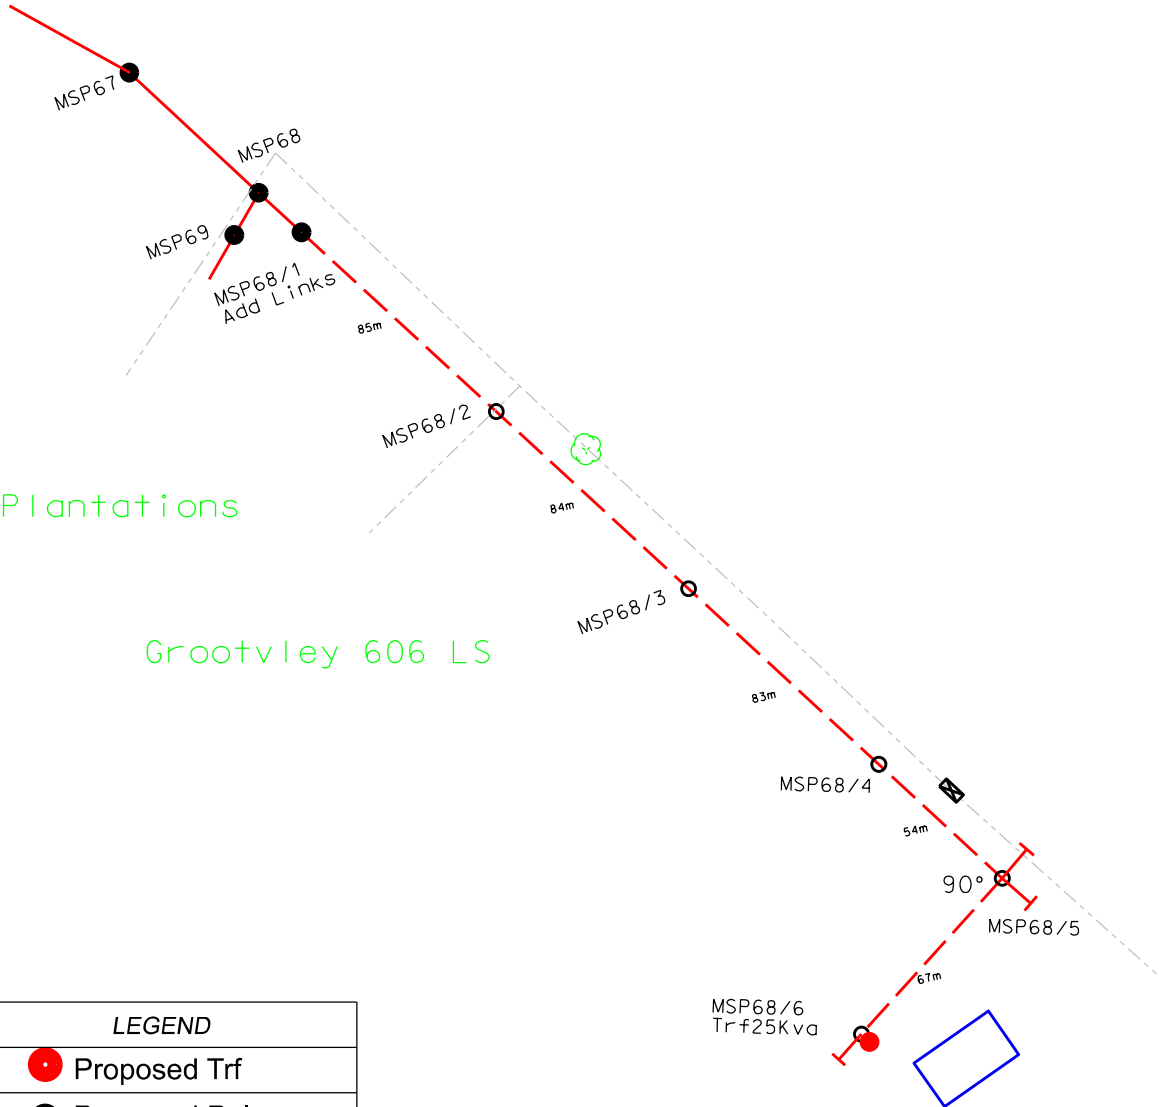 MSP67
MSP68
MSP69
MSP68/1
Add Links
85m
MSP68/2
Plantations
84m
MSP68/3
Grootvley 606 LS
83m
MSP68/4
54m
90°
MSP68/5
67m
MSP68/6
Trf25Kva
LEGEND
Proposed Trf